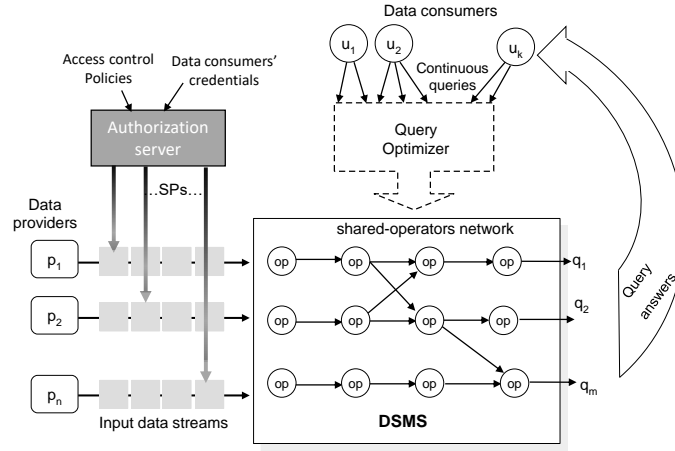 Data consumers
u1
u2
uk
Access control
Policies
Data consumers'
credentials
Continuous
queries
Authorization
server
Query
Optimizer
…SPs…
Data
providers
shared-operators network
p1
op
op
op
op
q1
p2
op
op
op
op
q2
pn
op
op
op
op
qm
Input data streams
DSMS
Query
answers